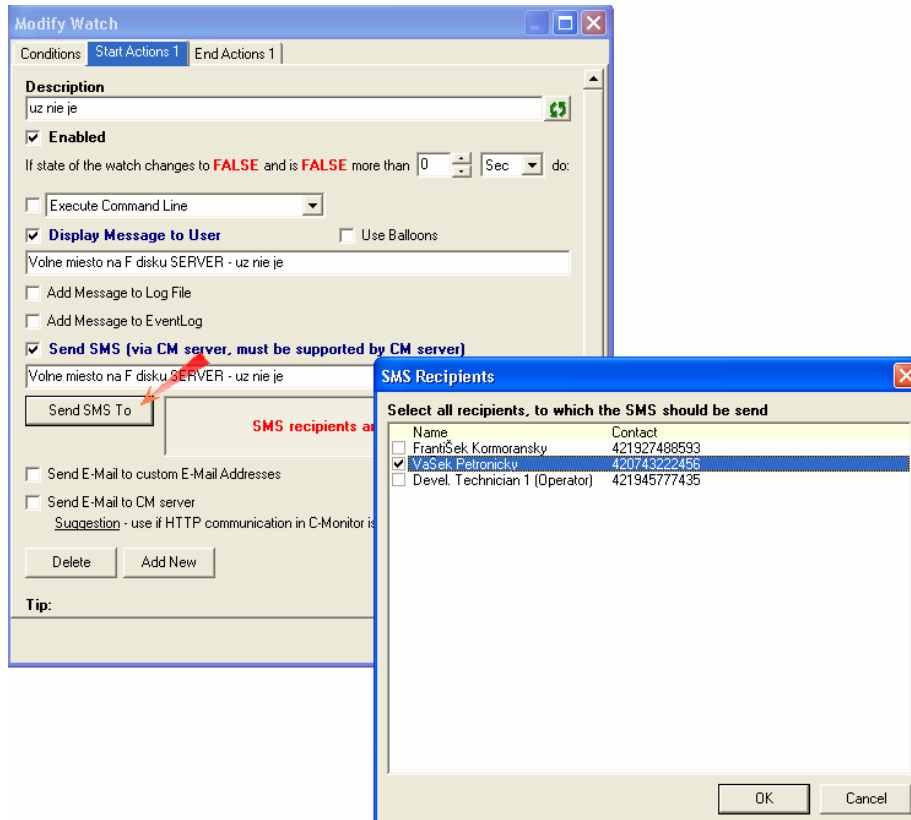 Modify Watch
Conditions Start Actions 1 End Actions 1
Description
uz nie je
Enabled
If state of the watch changes to FALSE and is FALSE more than 0 Sec do:
Execute Command Line
Display Message to User Use Balloons
Volne miesto na F disku SERVER - uz nie je
Add Message to Log File
Add Message to EventLog
Send SMS (via CM server, must be supported by CM server)
Volne miesto na F disku SERVER - uz nie je
Send SMS To
SMS recipients
Send E-Mail to custom E-Mail Addresses
Send E-Mail to CM server
Suggestion - use if HTTP communication in C-Monitor is
Delete Add New
Tip:
SMS Recipients
Select all recipients, to which the SMS should be send
Name Contact
FrantiŠek Kormoransky 421927488593
VaŠek Petronicky 420743222456
Devel. Technician 1 (Operator) 421945777435
OK Cancel